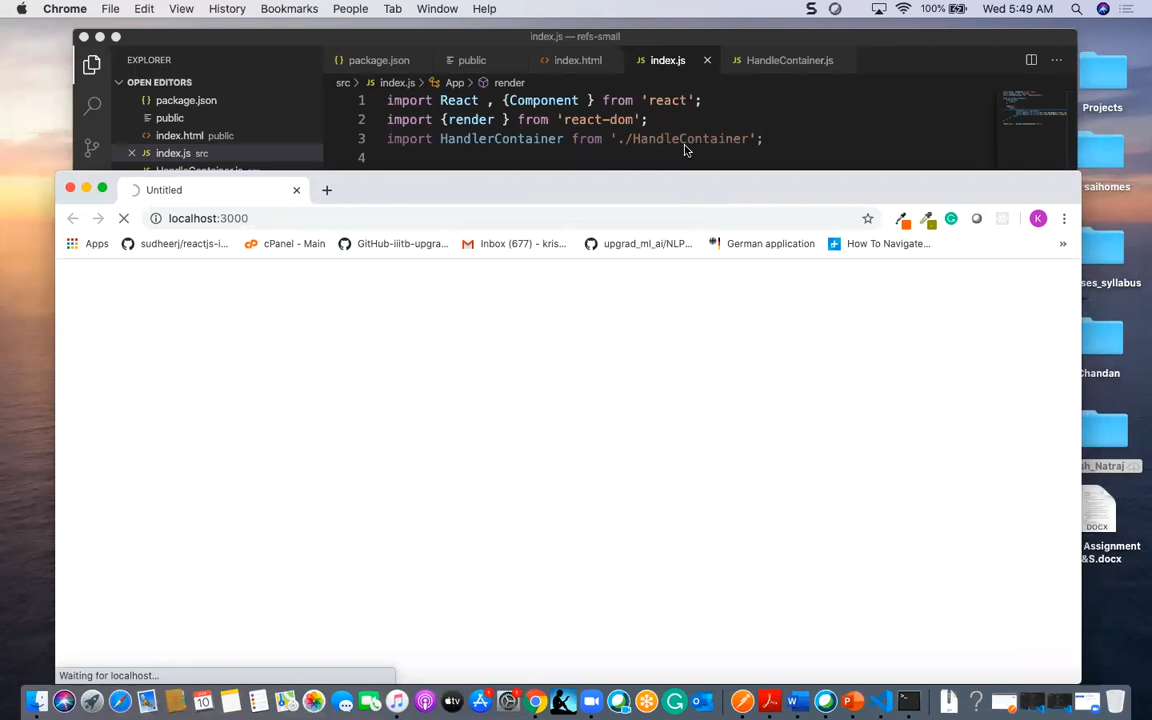 Chrome File Edit View History Bookmarks People Tab Window Help 100% Wed 5:49 AM
index.js — refs-small
EXPLORER package.json public index.html index.js HandleContainer.js
OPEN EDITORS src > index.js > App > render
package.json 1 import React , {Component } from 'react';
public 2 import {render } from 'react-dom';
index.html public 3 import HandlerContainer from './HandleContainer';
index.js src 4
Projects
saihomes
Untitled
localhost:3000 K
Apps sudheerj/reactjs-i... cPanel - Main GitHub-iiitb-upgra... Inbox (677) - kris... upgrad_ml_ai/NLP... German application How To Navigate... »
ses_syllabus
Chandan
sh_Natraj
DOCX
Assignment
&S.docx
Waiting for localhost...